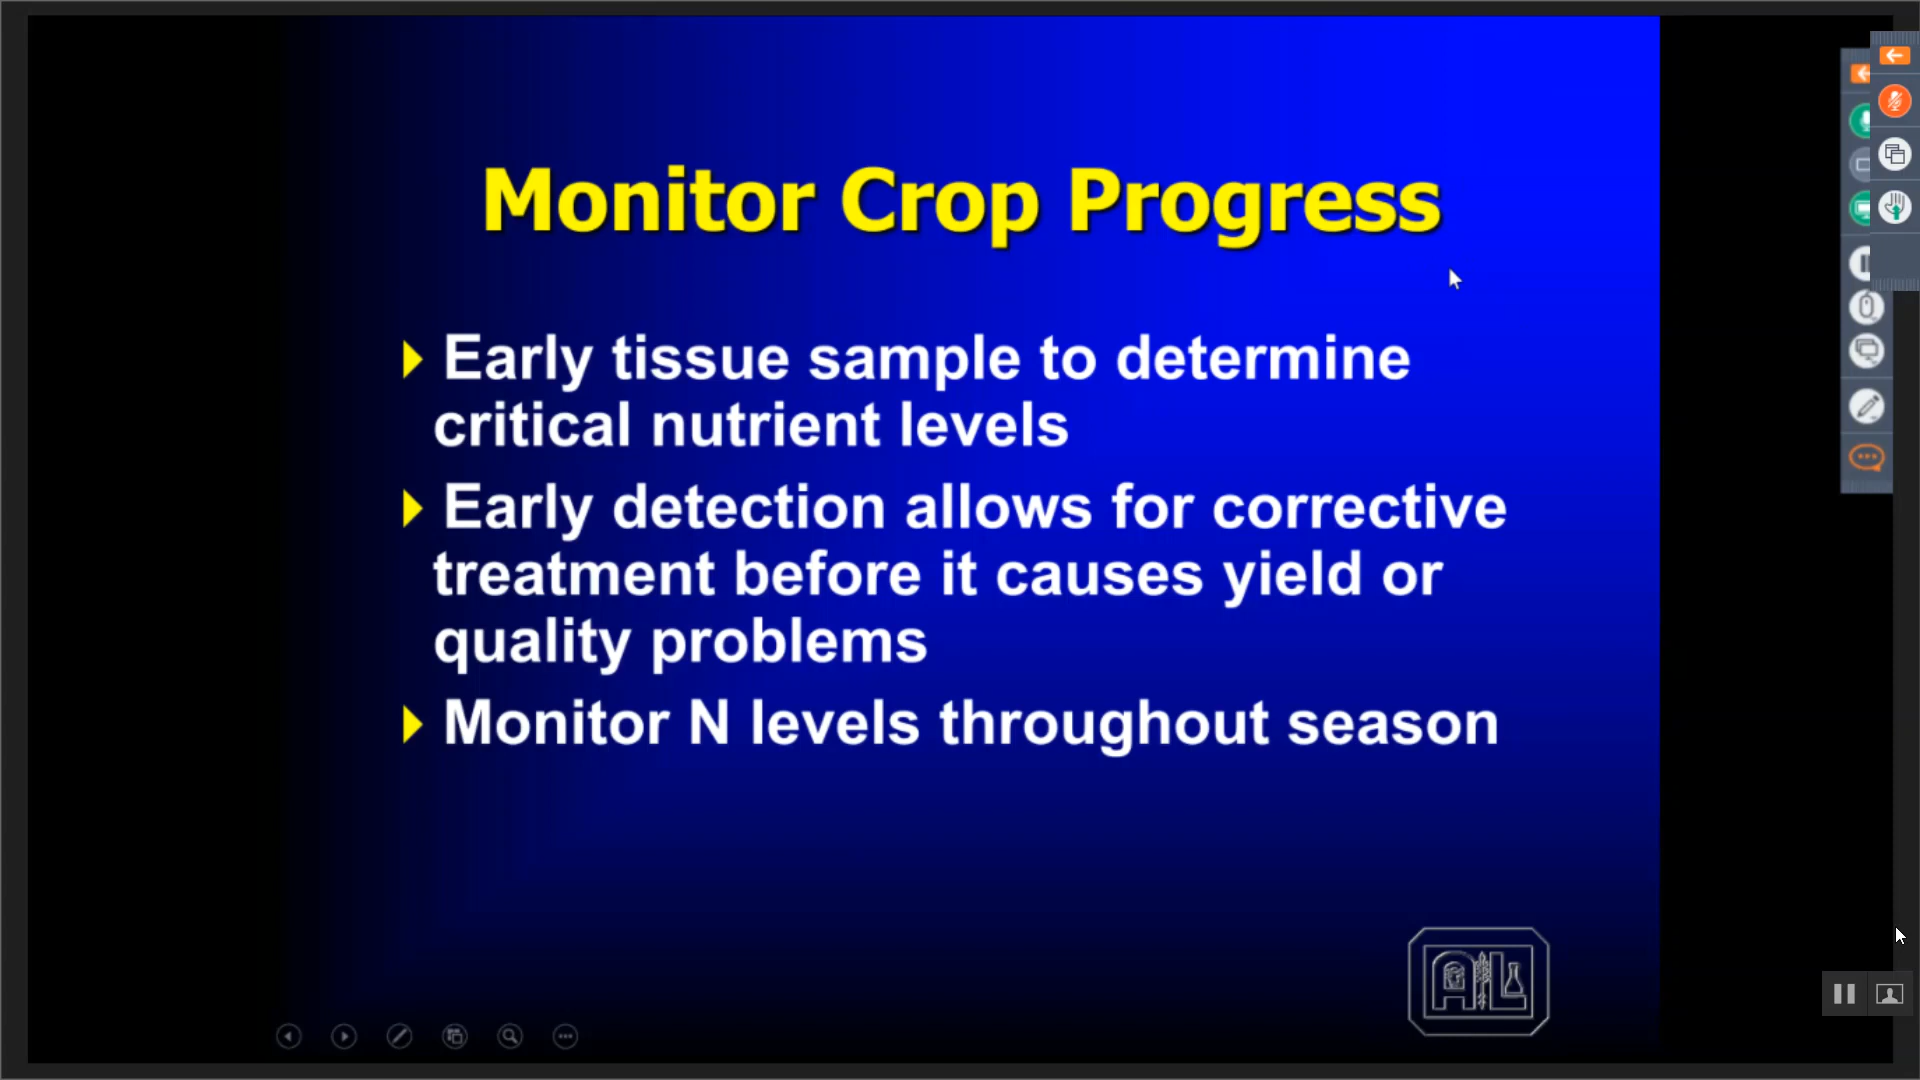 Monitor Crop Progress
Early tissue sample to determine
critical nutrient levels
Early detection allows for corrective
treatment before it causes yield or
quality problems
Monitor N levels throughout season
AL